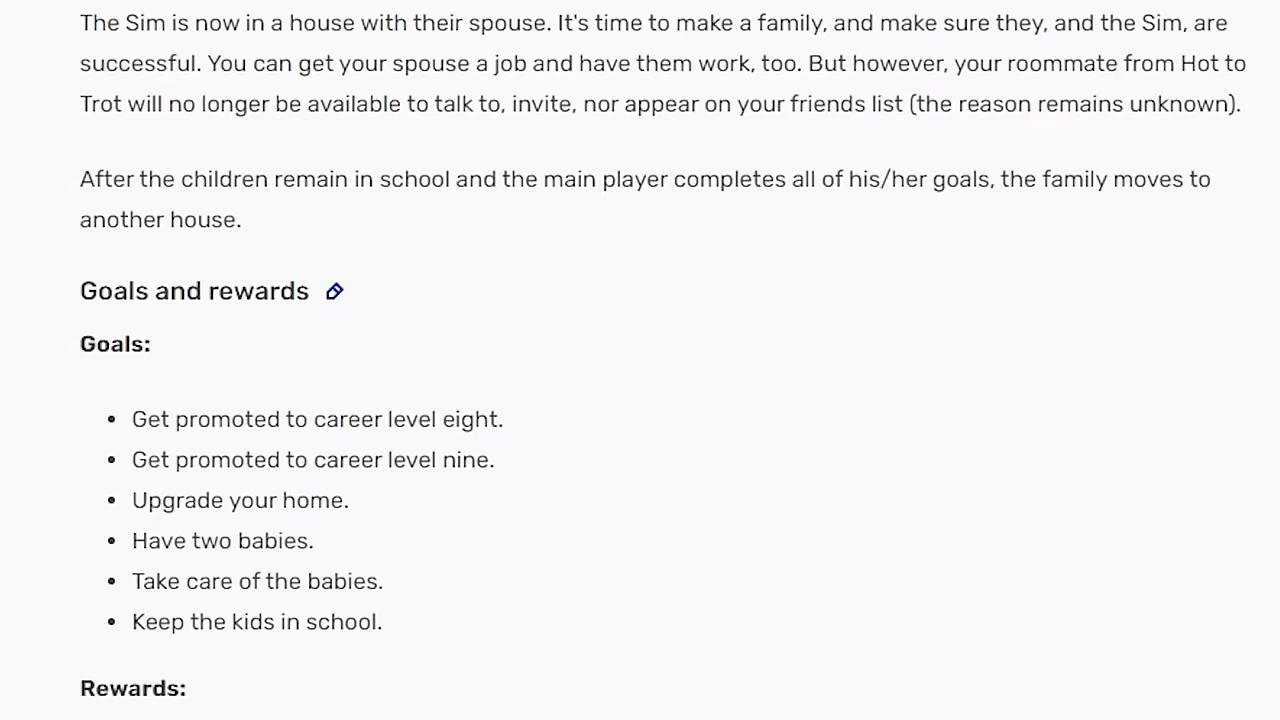 The Sim is now in a house with their spouse. It's time to make a family, and make sure they, and the Sim, are
successful. You can get your spouse a job and have them work, too. But however, your roommate from Hot to
Trot will no longer be available to talk to, invite, nor appear on your friends list (the reason remains unknown).
After the children remain in school and the main player completes all of his/her goals, the family moves to
another house.
Goals and rewards
Goals:
• Get promoted to career level eight.
• Get promoted to career level nine.
• Upgrade your home.
• Have two babies.
• Take care of the babies.
• Keep the kids in school.
Rewards: